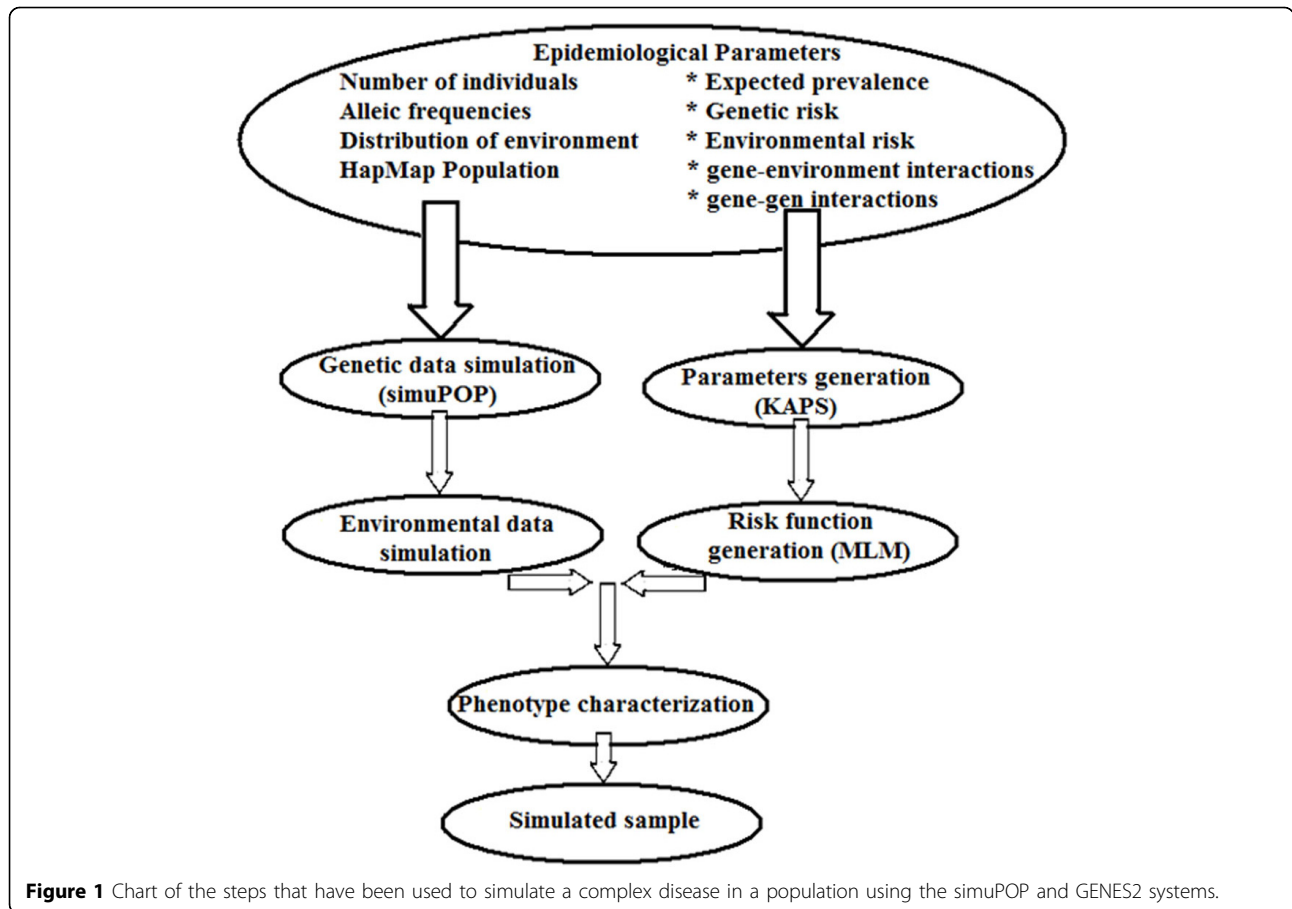 Epidemiological Parameters
Number of individuals
Alleic frequencies
Distribution of environment
HapMap Population
* Expected prevalence
* Genetic risk
* Environmental risk
* gene-environment interactions
* gene-gen interactions
Genetic data simulation
(simuPOP)
Parameters generation
(KAPS)
Environmental data
simulation
Risk function
generation (MLM)
Phenotype characterization
Simulated sample
Figure 1 Chart of the steps that have been used to simulate a complex disease in a population using the simuPOP and GENES2 systems.